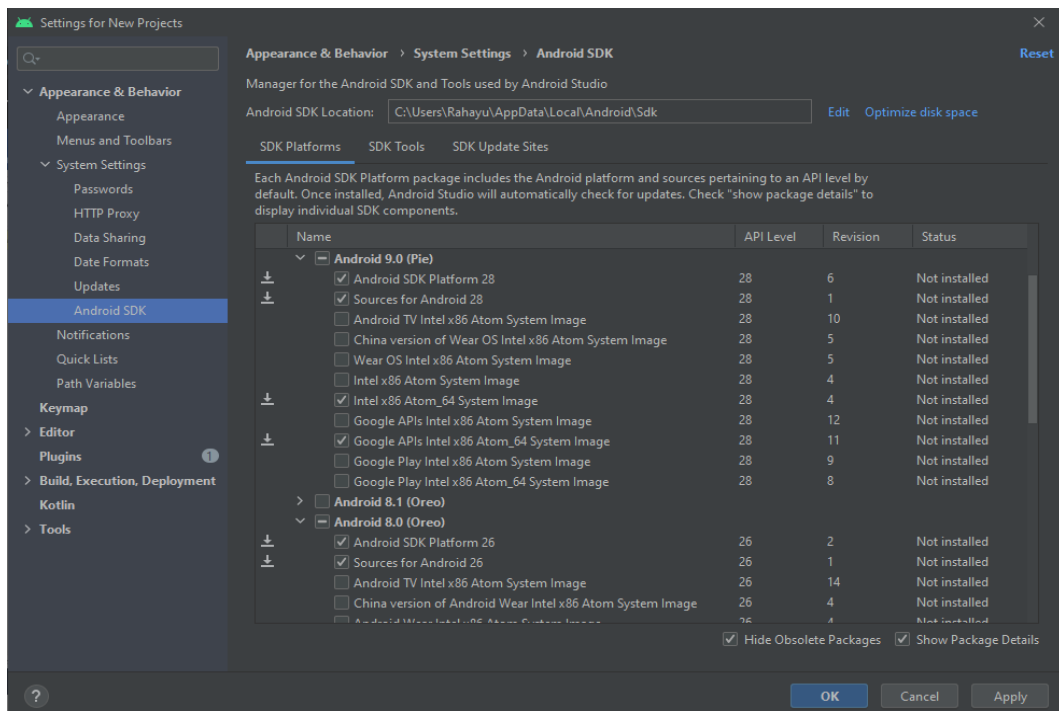 Settings for New Projects
Appearance & Behavior
Appearance
Menus and Toolbars
System Settings
Passwords
HTTP Proxy
Data Sharing
Date Formats
Updates
Android SDK
Notifications
Quick Lists
Path Variables
Keymap
Editor
Plugins 1
Build, Execution, Deployment
Kotlin
Tools
Appearance & Behavior > System Settings > Android SDK Reset
Manager for the Android SDK and Tools used by Android Studio
Android SDK Location: C:\Users\Rahayu\AppData\Local\Android\Sdk Edit Optimize disk space
SDK Platforms SDK Tools SDK Update Sites
Each Android SDK Platform package includes the Android platform and sources pertaining to an API level by
default. Once installed, Android Studio will automatically check for updates. Check "show package details" to
display individual SDK components.
Name API Level Revision Status
Android 9.0 (Pie)
Android SDK Platform 28 28 6 Not installed
Sources for Android 28 28 1 Not installed
Android TV Intel x86 Atom System Image 28 10 Not installed
China version of Wear OS Intel x86 Atom System Image 28 5 Not installed
Wear OS Intel x86 Atom System Image 28 5 Not installed
Intel x86 Atom System Image 28 4 Not installed
Intel x86 Atom_64 System Image 28 4 Not installed
Google APIs Intel x86 Atom System Image 28 12 Not installed
Google APIs Intel x86 Atom_64 System Image 28 11 Not installed
Google Play Intel x86 Atom System Image 28 9 Not installed
Google Play Intel x86 Atom_64 System Image 28 8 Not installed
Android 8.1 (Oreo)
Android 8.0 (Oreo)
Android SDK Platform 26 26 2 Not installed
Sources for Android 26 26 1 Not installed
Android TV Intel x86 Atom System Image 26 14 Not installed
China version of Android Wear Intel x86 Atom System Image 26 4 Not installed
Android Wear Intel x86 Atom System Image 26 4 Not installed
Hide Obsolete Packages Show Package Details
? OK Cancel Apply